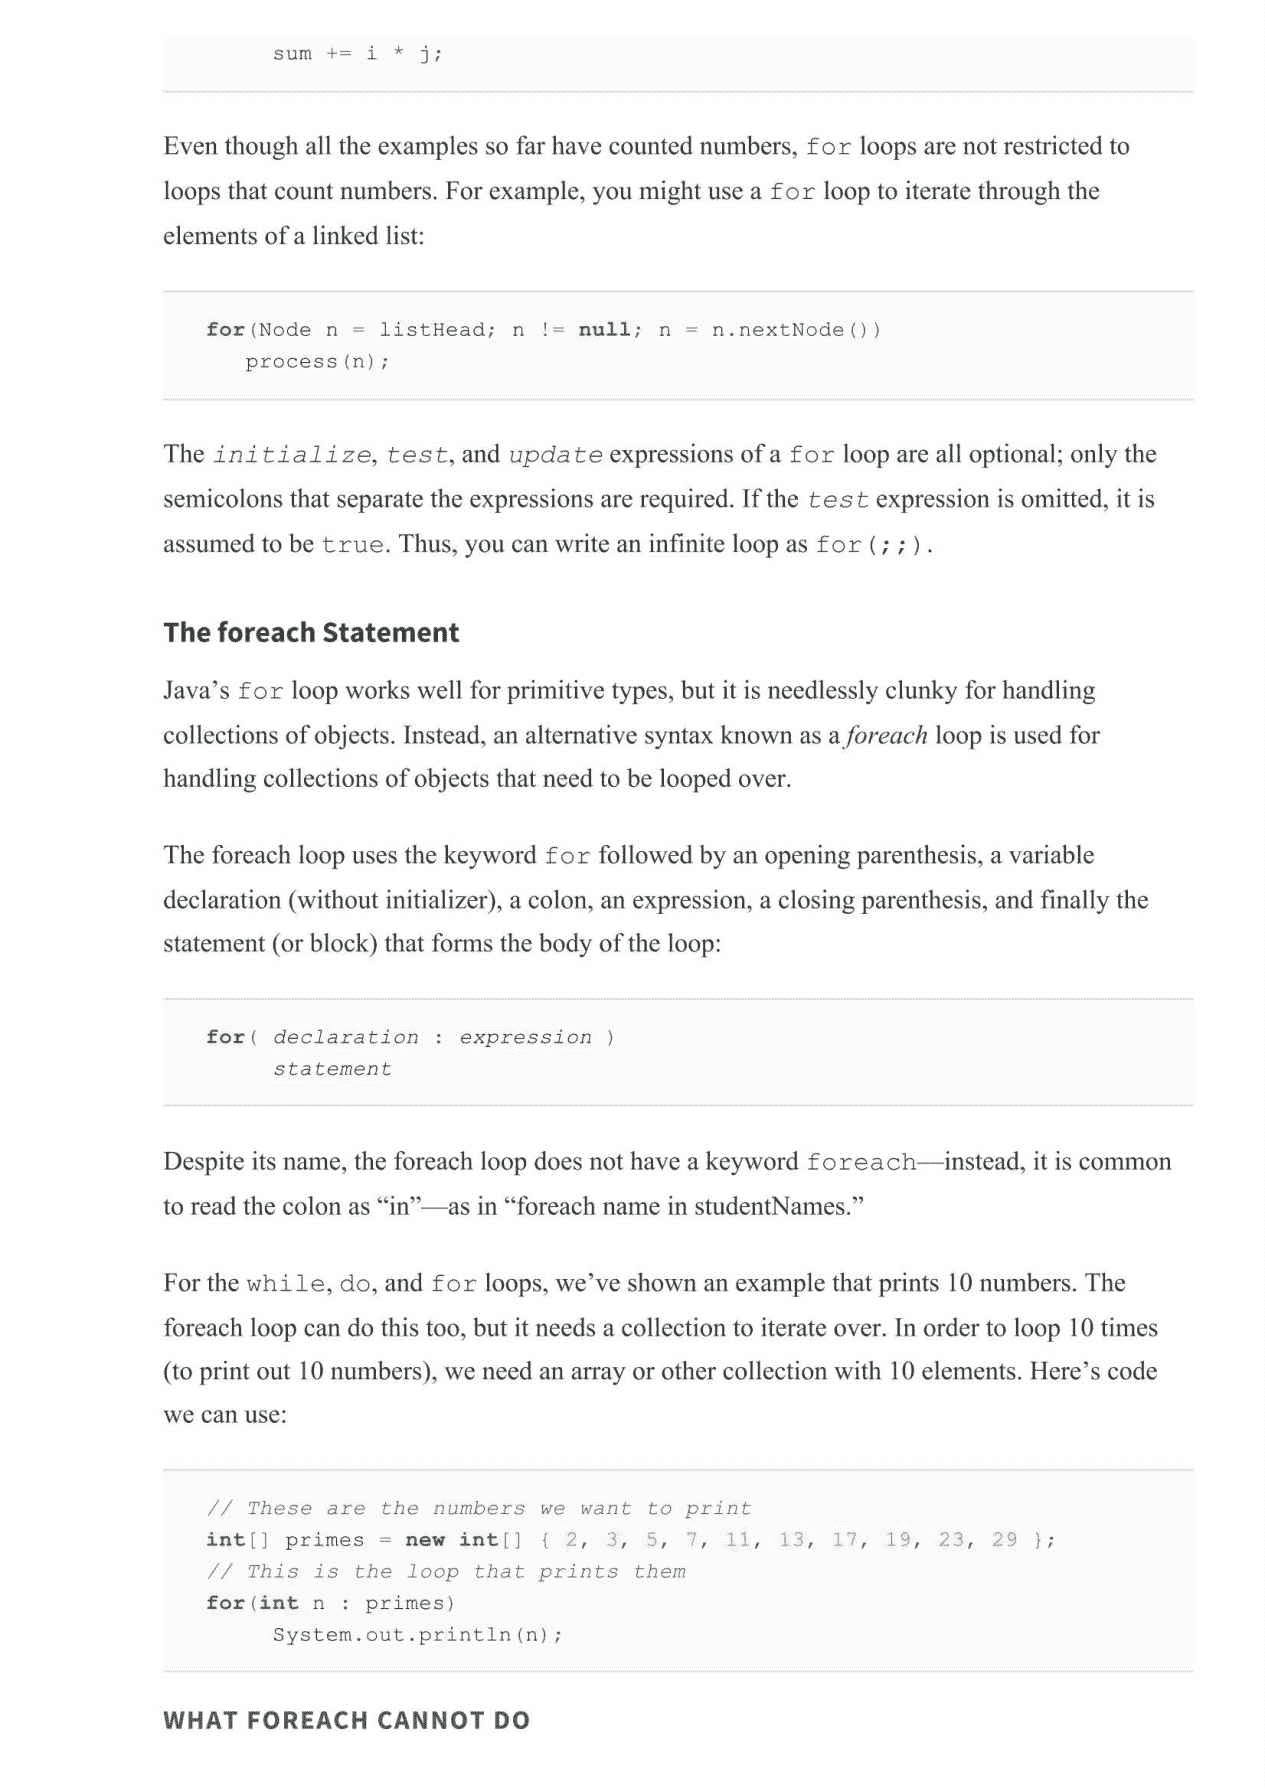 sum += i * j;
Even though all the examples so far have counted numbers, for loops are not restricted to
loops that count numbers. For example, you might use a for loop to iterate through the
elements of a linked list:
for(Node n = listHead; n != null; n = n.nextNode())
process(n);
The initialize, test, and update expressions of a for loop are all optional; only the
semicolons that separate the expressions are required. If the test expression is omitted, it is
assumed to be true. Thus, you can write an infinite loop as for(;;).
The foreach Statement
Java’s for loop works well for primitive types, but it is needlessly clunky for handling
collections of objects. Instead, an alternative syntax known as a foreach loop is used for
handling collections of objects that need to be looped over.
The foreach loop uses the keyword for followed by an opening parenthesis, a variable
declaration (without initializer), a colon, an expression, a closing parenthesis, and finally the
statement (or block) that forms the body of the loop:
for( declaration : expression )
statement
Despite its name, the foreach loop does not have a keyword foreach—instead, it is common
to read the colon as “in”—as in “foreach name in studentNames.”
For the while, do, and for loops, we’ve shown an example that prints 10 numbers. The
foreach loop can do this too, but it needs a collection to iterate over. In order to loop 10 times
(to print out 10 numbers), we need an array or other collection with 10 elements. Here’s code
we can use:
// These are the numbers we want to print
int[] primes = new int[] { 2, 3, 5, 7, 11, 13, 17, 19, 23, 29 };
// This is the loop that prints them
for(int n : primes)
System.out.println(n);
WHAT FOREACH CANNOT DO